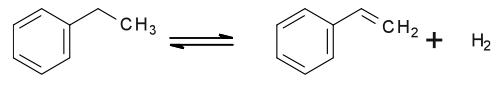 CH₃ CH₂ + H₂